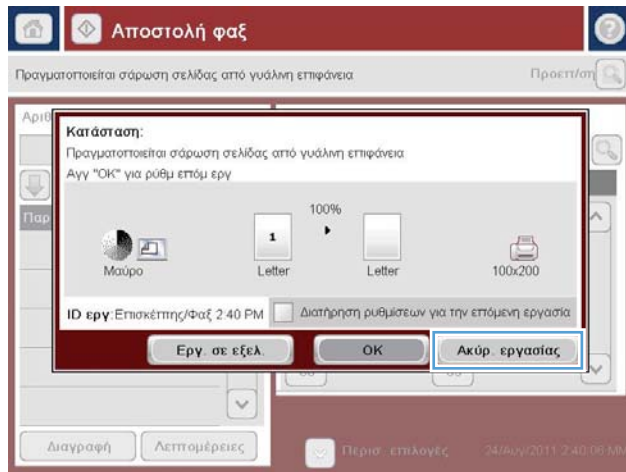 Αποστολή φαξ
Πραγματοποιείται σάρωση σελίδας από γυάλινη επιφάνεια
Προεπ/ση
Αριθ
Κατάσταση:
Πραγματοποιείται σάρωση σελίδας από γυάλινη επιφάνεια
Αγγ "OK" για ρύθμ επόμ εργ
Παρ
100%
1
Μαύρο
Letter
Letter
100x200
ID εργ:Επισκέπτης/Φαξ 2:40 PM
Διατήρηση ρυθμίσεων για την επόμενη εργασία
Εργ. σε εξελ.
OK
Ακύρ. εργασίας
Διαγραφή
Λεπτομέρειες
Περισ. επιλογές
24/Αυγ/2011 2:40:06 ΜΜ